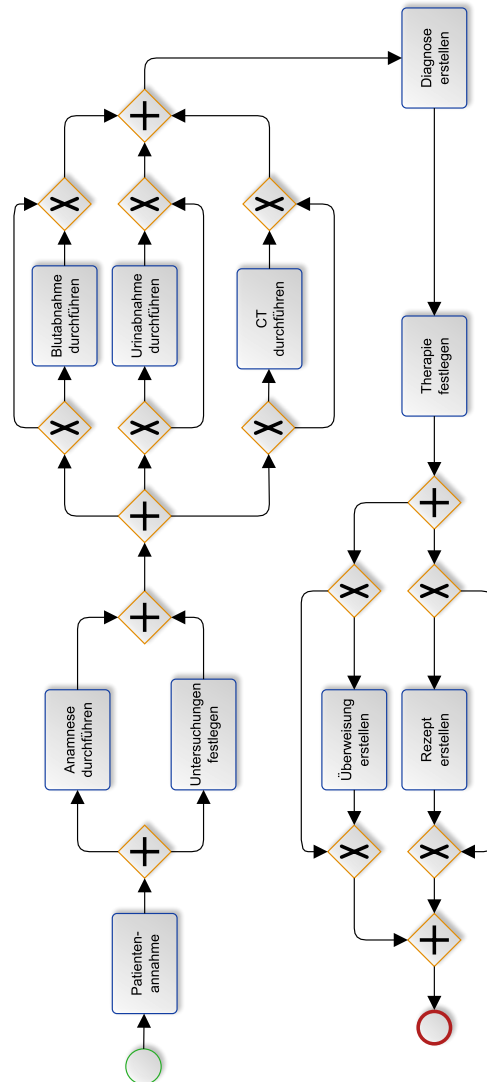 Patienten-
annahme
Anamnese
durchführen
Untersuchungen
festlegen
Blutabnahme
durchführen
Urinabnahme
durchführen
CT
durchführen
Diagnose
erstellen
Therapie
festlegen
Überweisung
erstellen
Rezept
erstellen